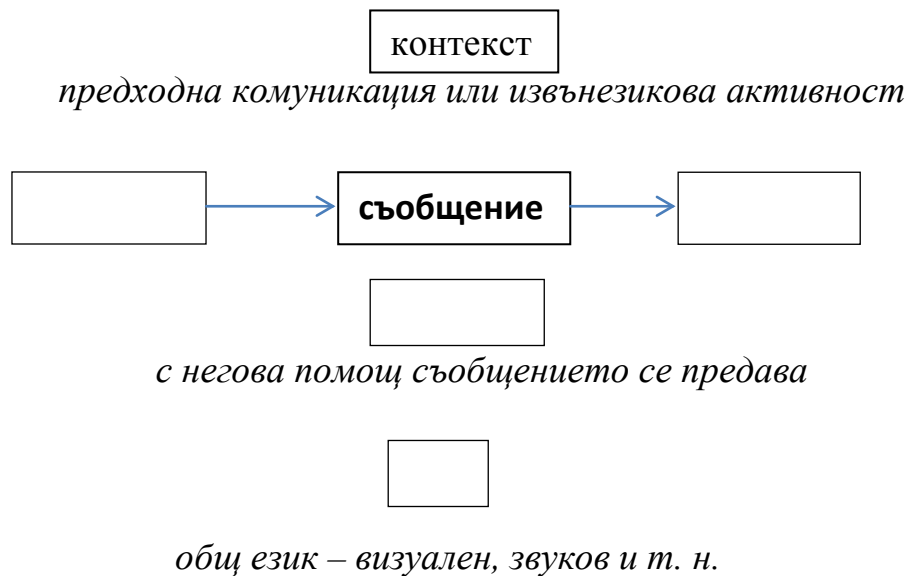 контекст
предходна комуникация или извънезикова активност
съобщение
с негова помощ съобщението се предава
общ език – визуален, звуков и т. н.